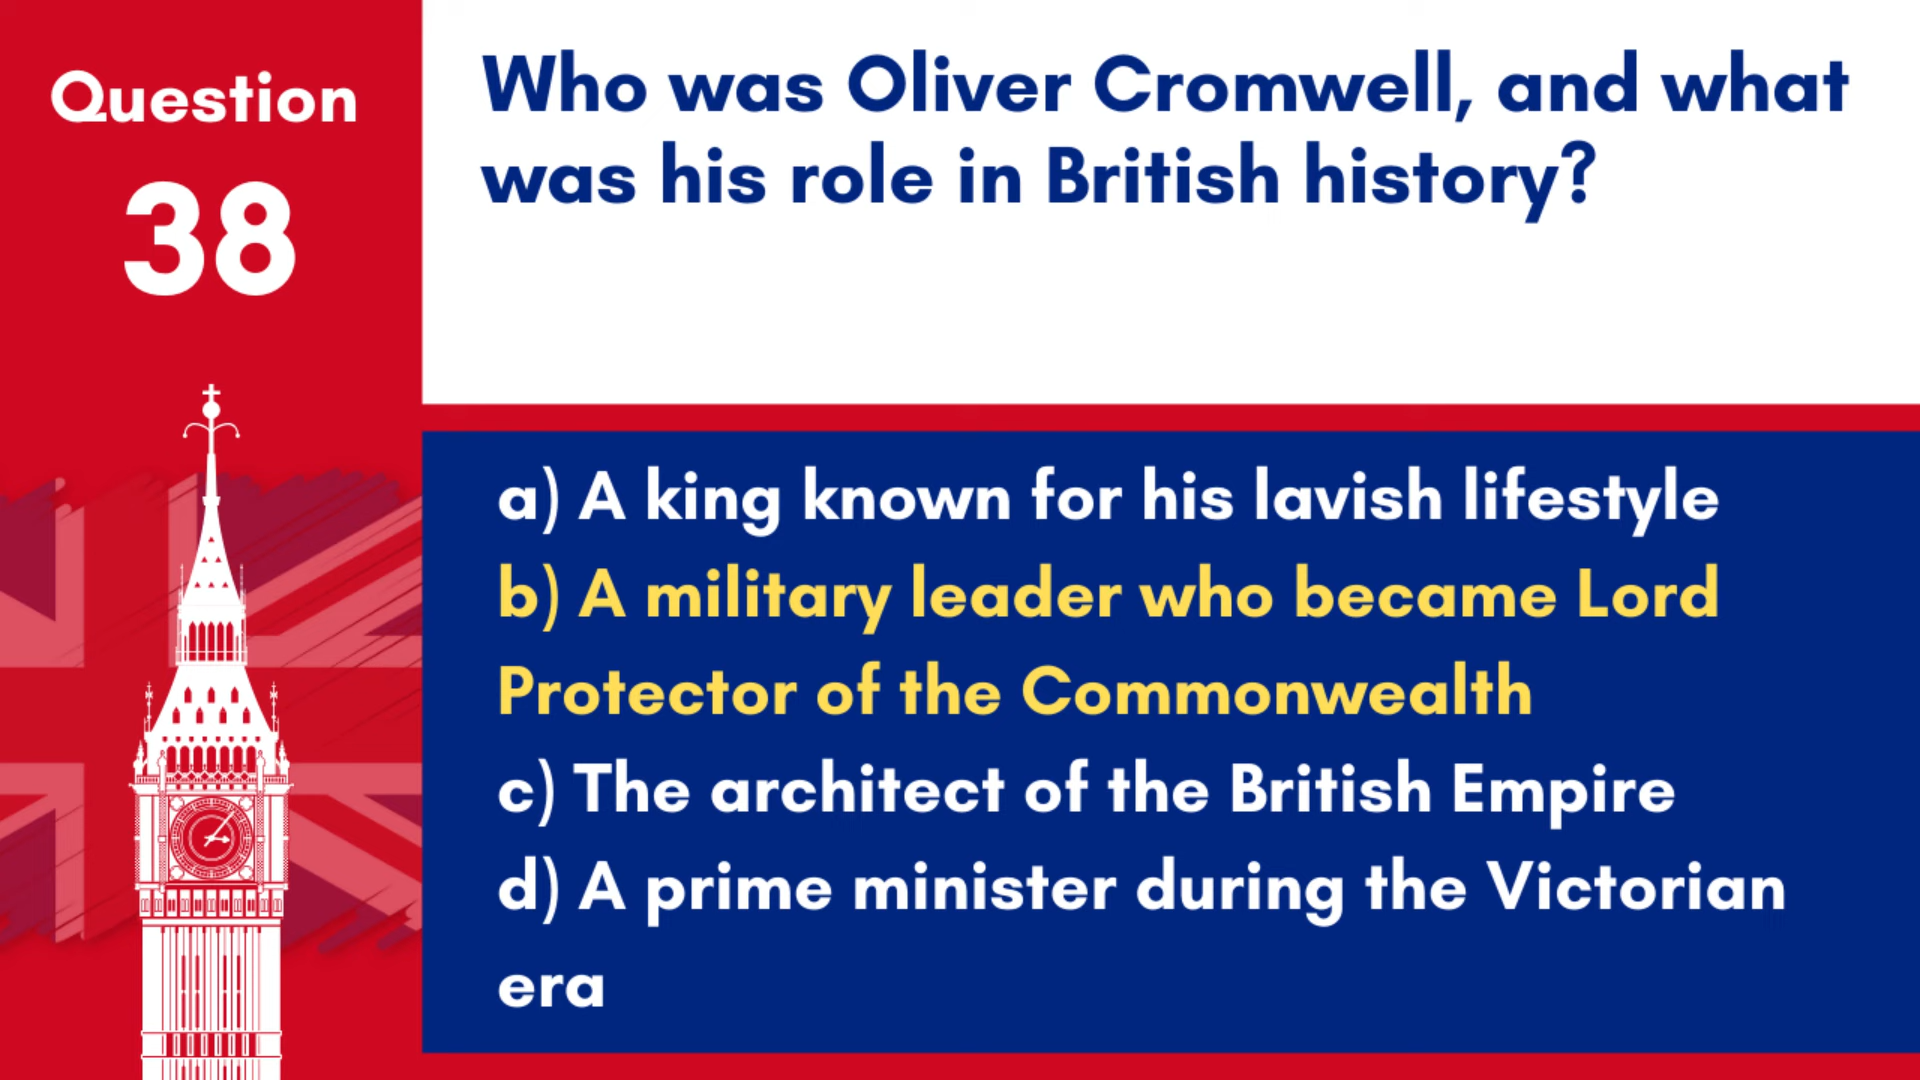 Question
38
Who was Oliver Cromwell, and what
was his role in British history?
a) A king known for his lavish lifestyle
b) A military leader who became Lord
Protector of the Commonwealth
c) The architect of the British Empire
d) A prime minister during the Victorian
era